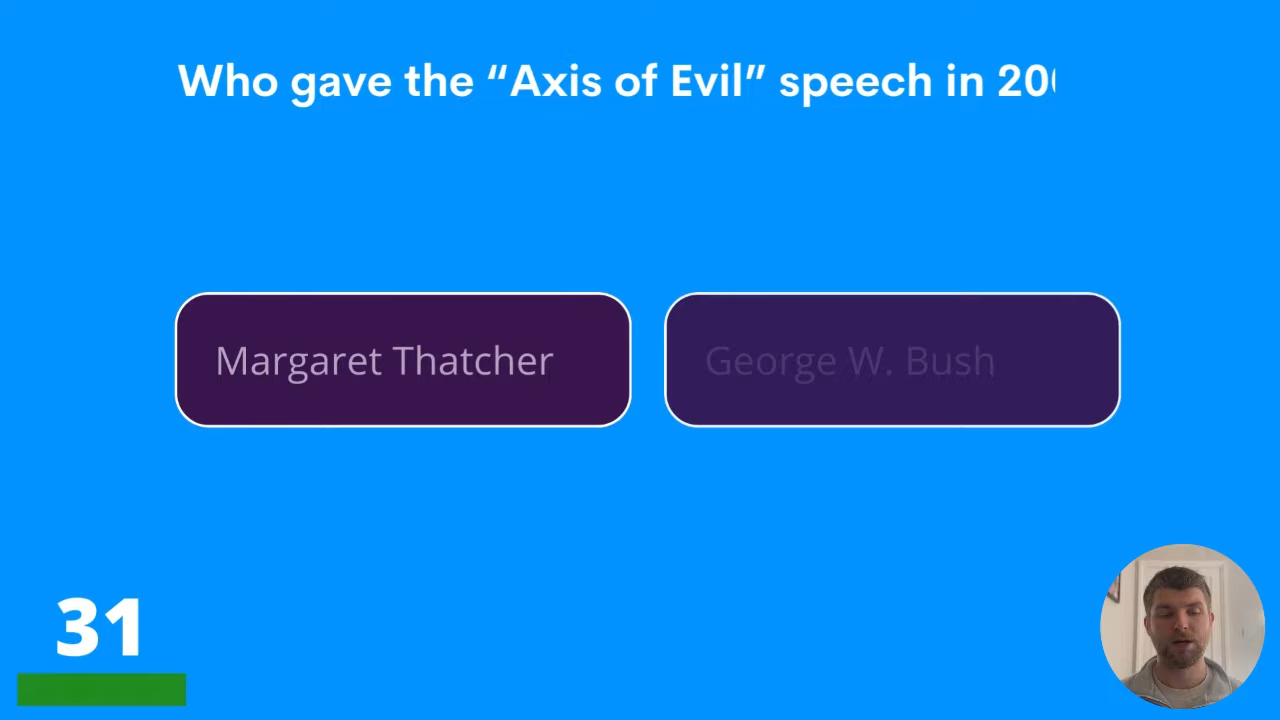 Who gave the “Axis of Evil” speech in 20
Margaret Thatcher
George W. Bush
31